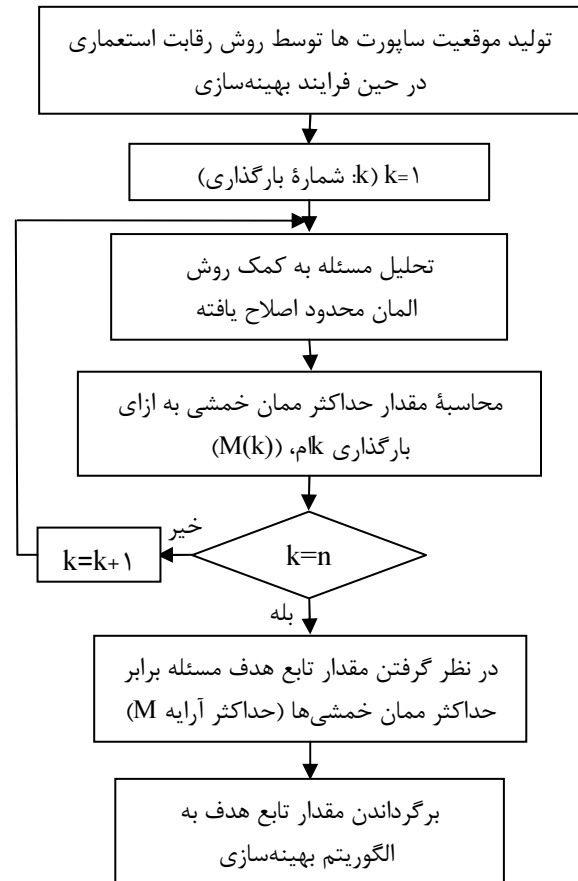 تولید موقعیت ساپورت ها توسط روش رقابت استعماری
در حین فرایند بهینه‌سازی
k=۱ (k: شمارهٔ بارگذاری)
تحلیل مسئله به کمک روش
المان محدود اصلاح یافته
محاسبهٔ مقدار حداکثر ممان خمشی به ازای
بارگذاری kام، (M(k))
k=n
خیر
k=k+۱
بله
در نظر گرفتن مقدار تابع هدف مسئله برابر
حداکثر ممان خمشی‌ها (حداکثر آرایه M)
برگرداندن مقدار تابع هدف به
الگوریتم بهینه‌سازی